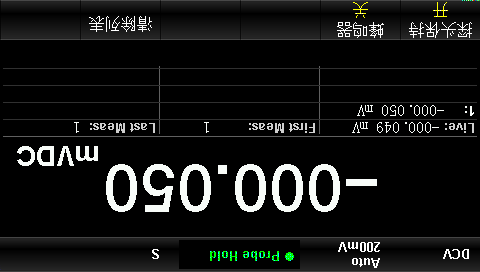 DCV
Auto
200mV
Probe Hold
S
-000.050 mVDC
Live: -000.049 mV
First Meas: 1
Last Meas: 1
1: -000.050 mV
探头保持
开
蜂鸣器
关
清除列表